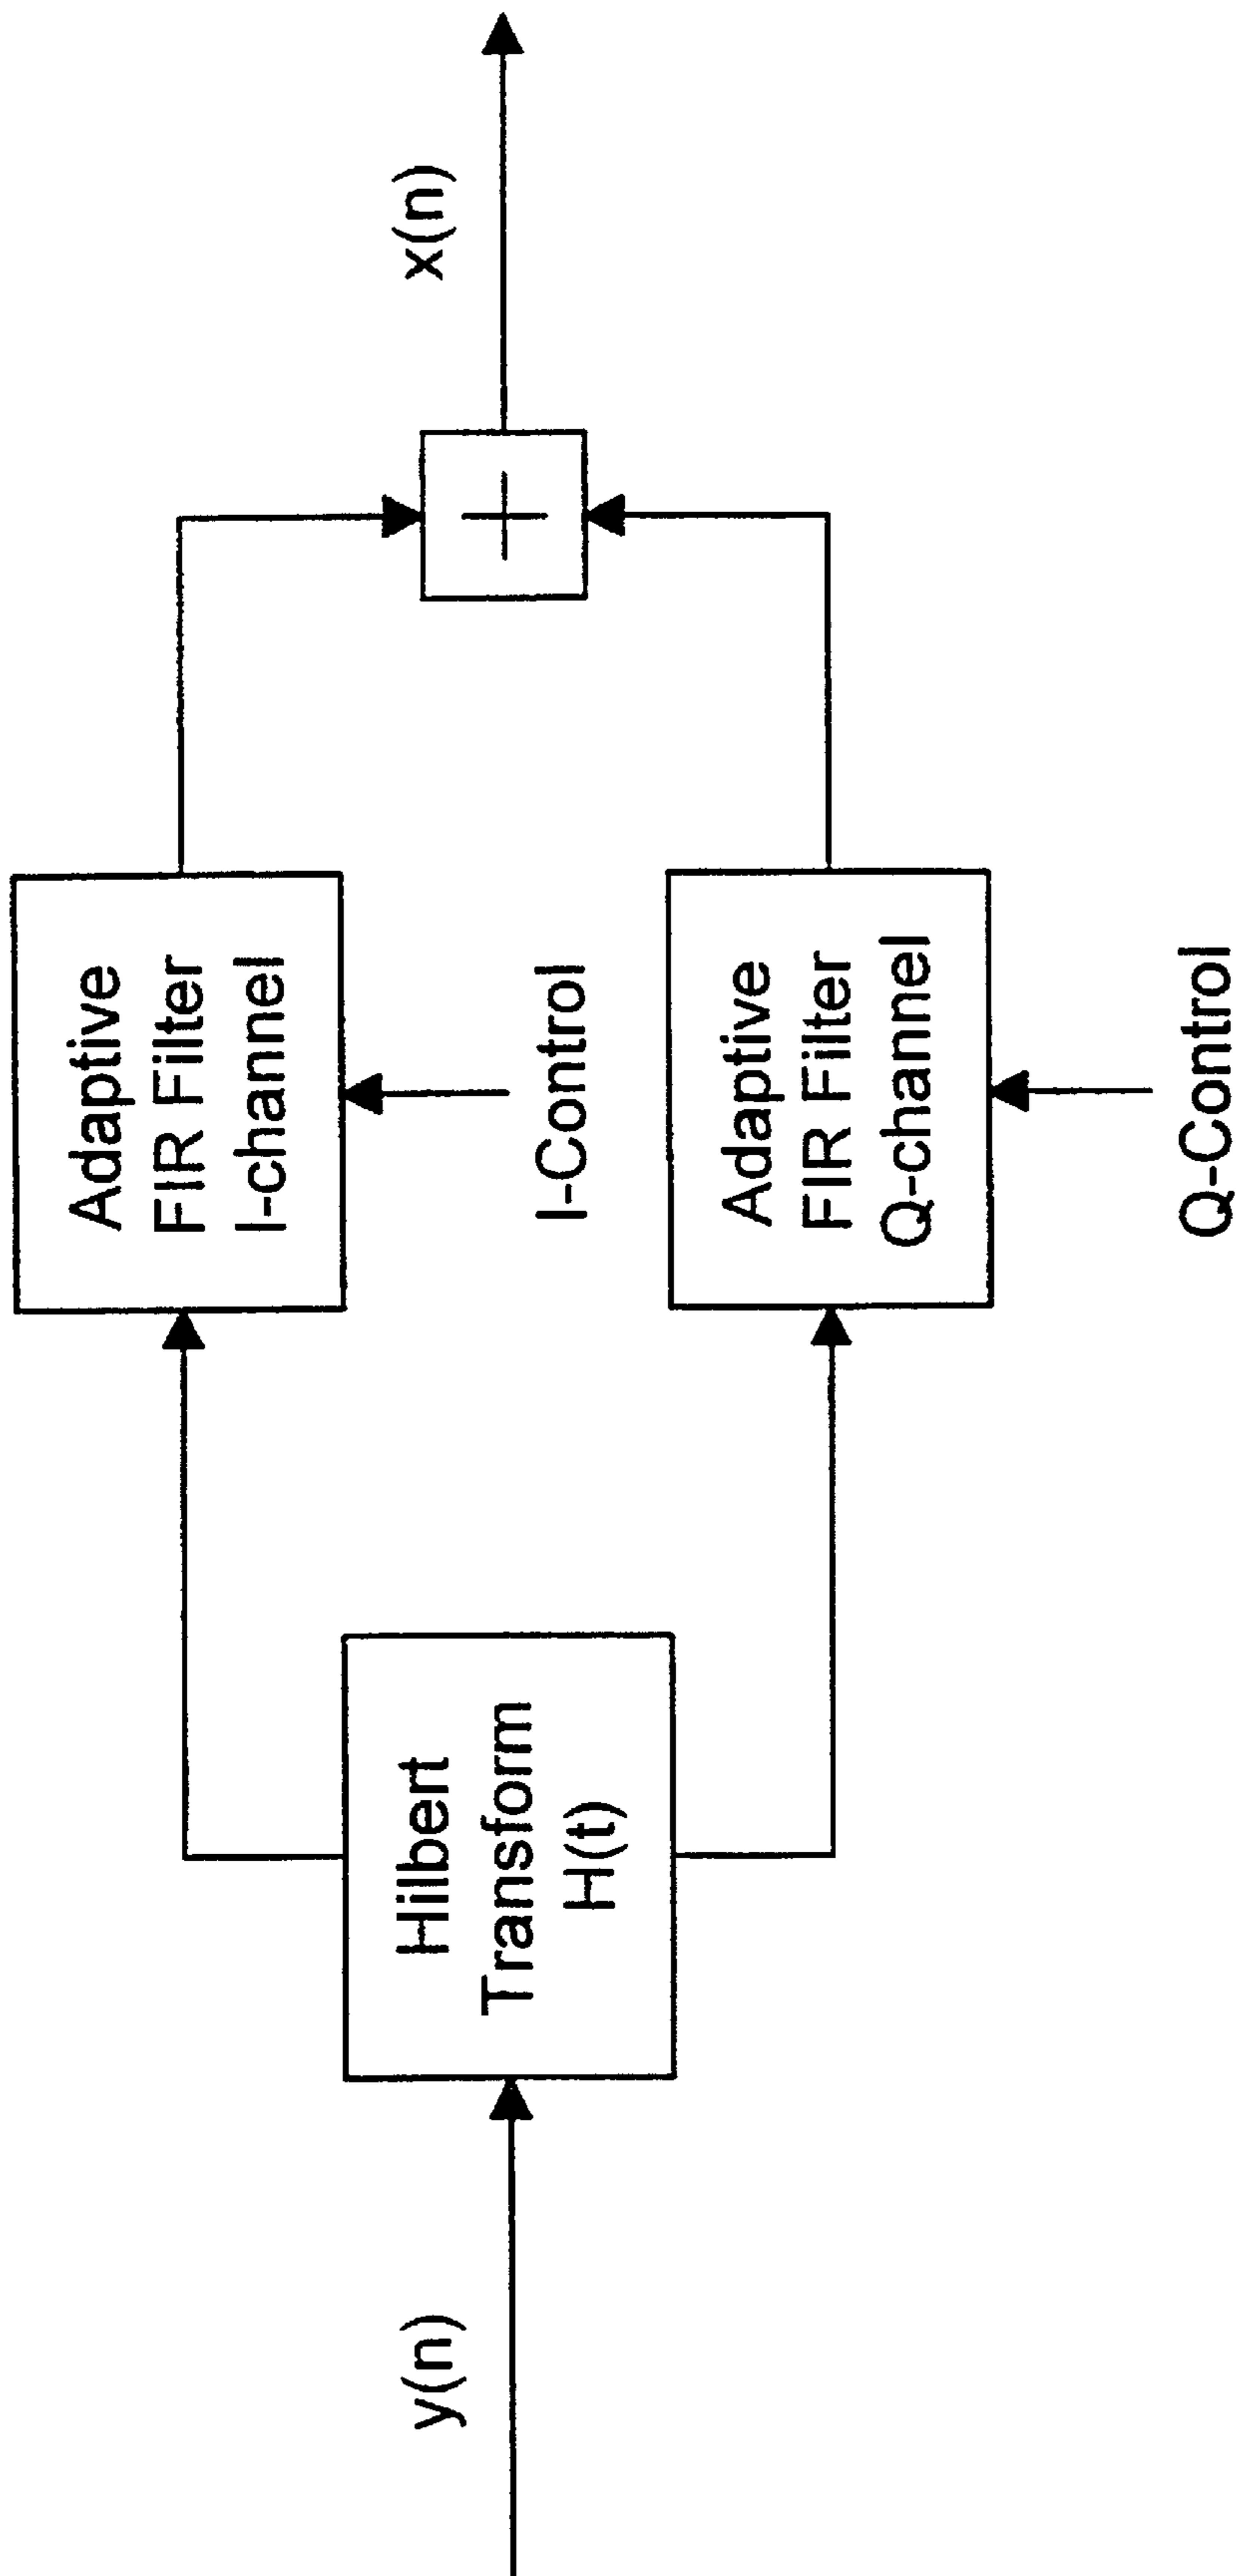 y(n)
Hilbert
Transform
H(t)
Adaptive
FIR Filter
I-channel
I-Control
Adaptive
FIR Filter
Q-channel
Q-Control
+
x(n)